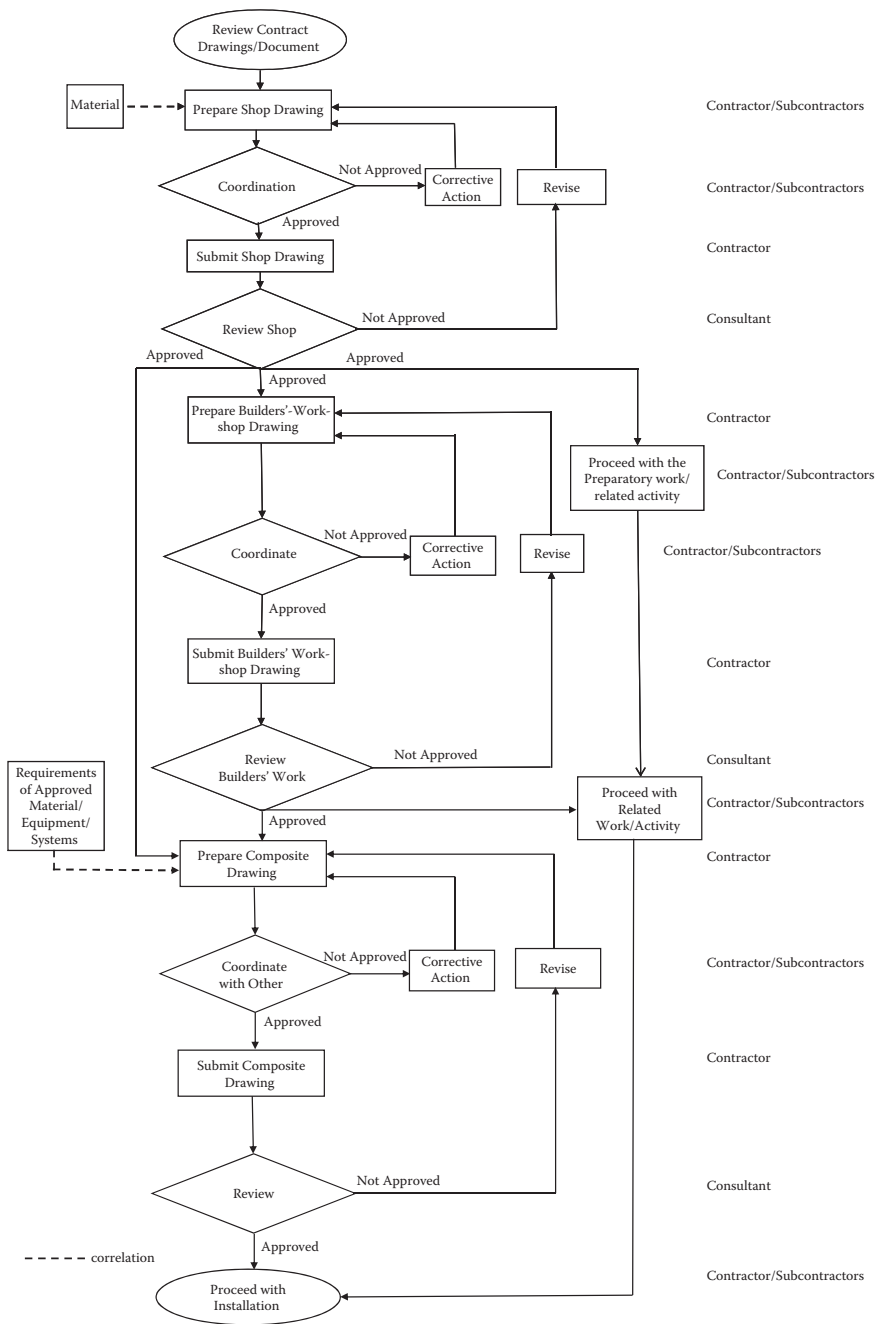 Review Contract
Drawings/Document
Material
Prepare Shop Drawing
Contractor/Subcontractors
Not Approved
Coordination
Corrective
Action
Revise
Contractor/Subcontractors
Approved
Submit Shop Drawing
Contractor
Review Shop
Not Approved
Consultant
Approved
Approved
Approved
Prepare Builders'-Work-
shop Drawing
Contractor
Proceed with the
Preparatory work/
related activity
Contractor/Subcontractors
Not Approved
Coordinate
Corrective
Action
Revise
Contractor/Subcontractors
Approved
Submit Builders' Work-
shop Drawing
Contractor
Review
Builders' Work
Not Approved
Consultant
Requirements
of Approved
Material/
Equipment/
Systems
Proceed with
Related
Work/Activity
Contractor/Subcontractors
Approved
Prepare Composite
Drawing
Contractor
Not Approved
Coordinate
with Other
Corrective
Action
Revise
Contractor/Subcontractors
Approved
Submit Composite
Drawing
Contractor
Review
Not Approved
Consultant
Approved
correlation
Proceed with
Installation
Contractor/Subcontractors